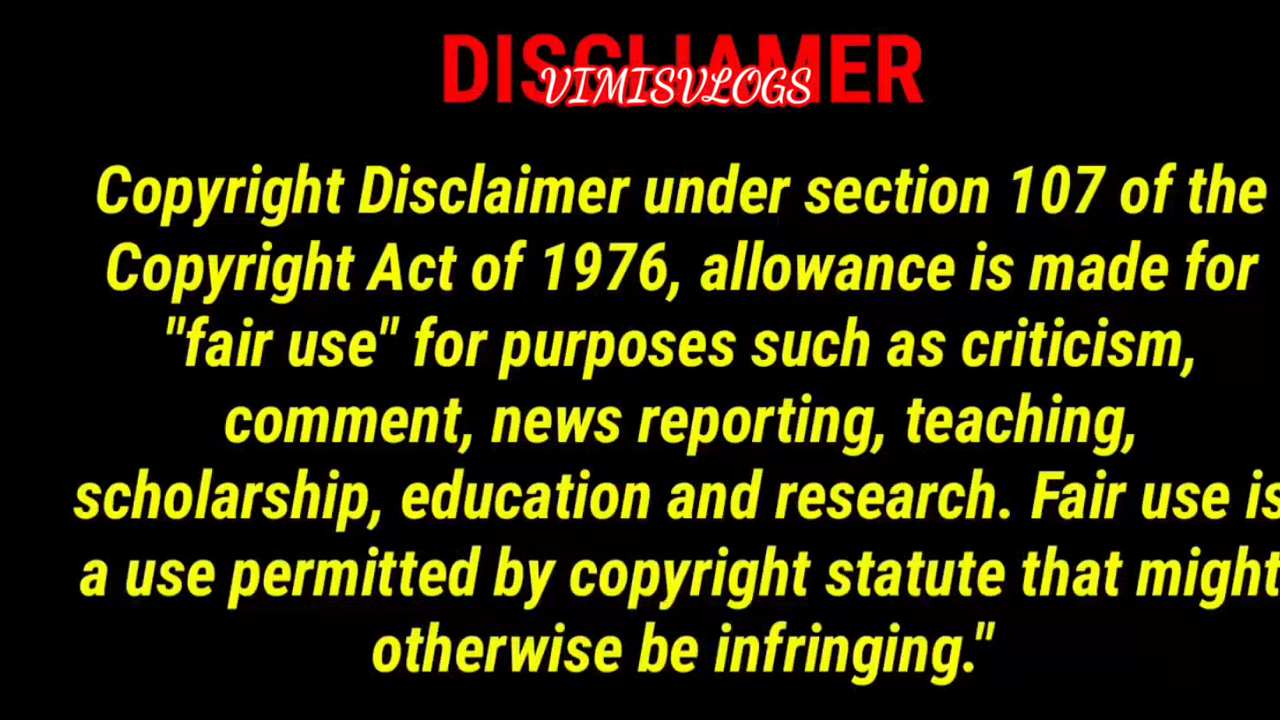 DISCLIAMER
VIMISVLOGS
Copyright Disclaimer under section 107 of the
Copyright Act of 1976, allowance is made for
"fair use" for purposes such as criticism,
comment, news reporting, teaching,
scholarship, education and research. Fair use is
a use permitted by copyright statute that might
otherwise be infringing."